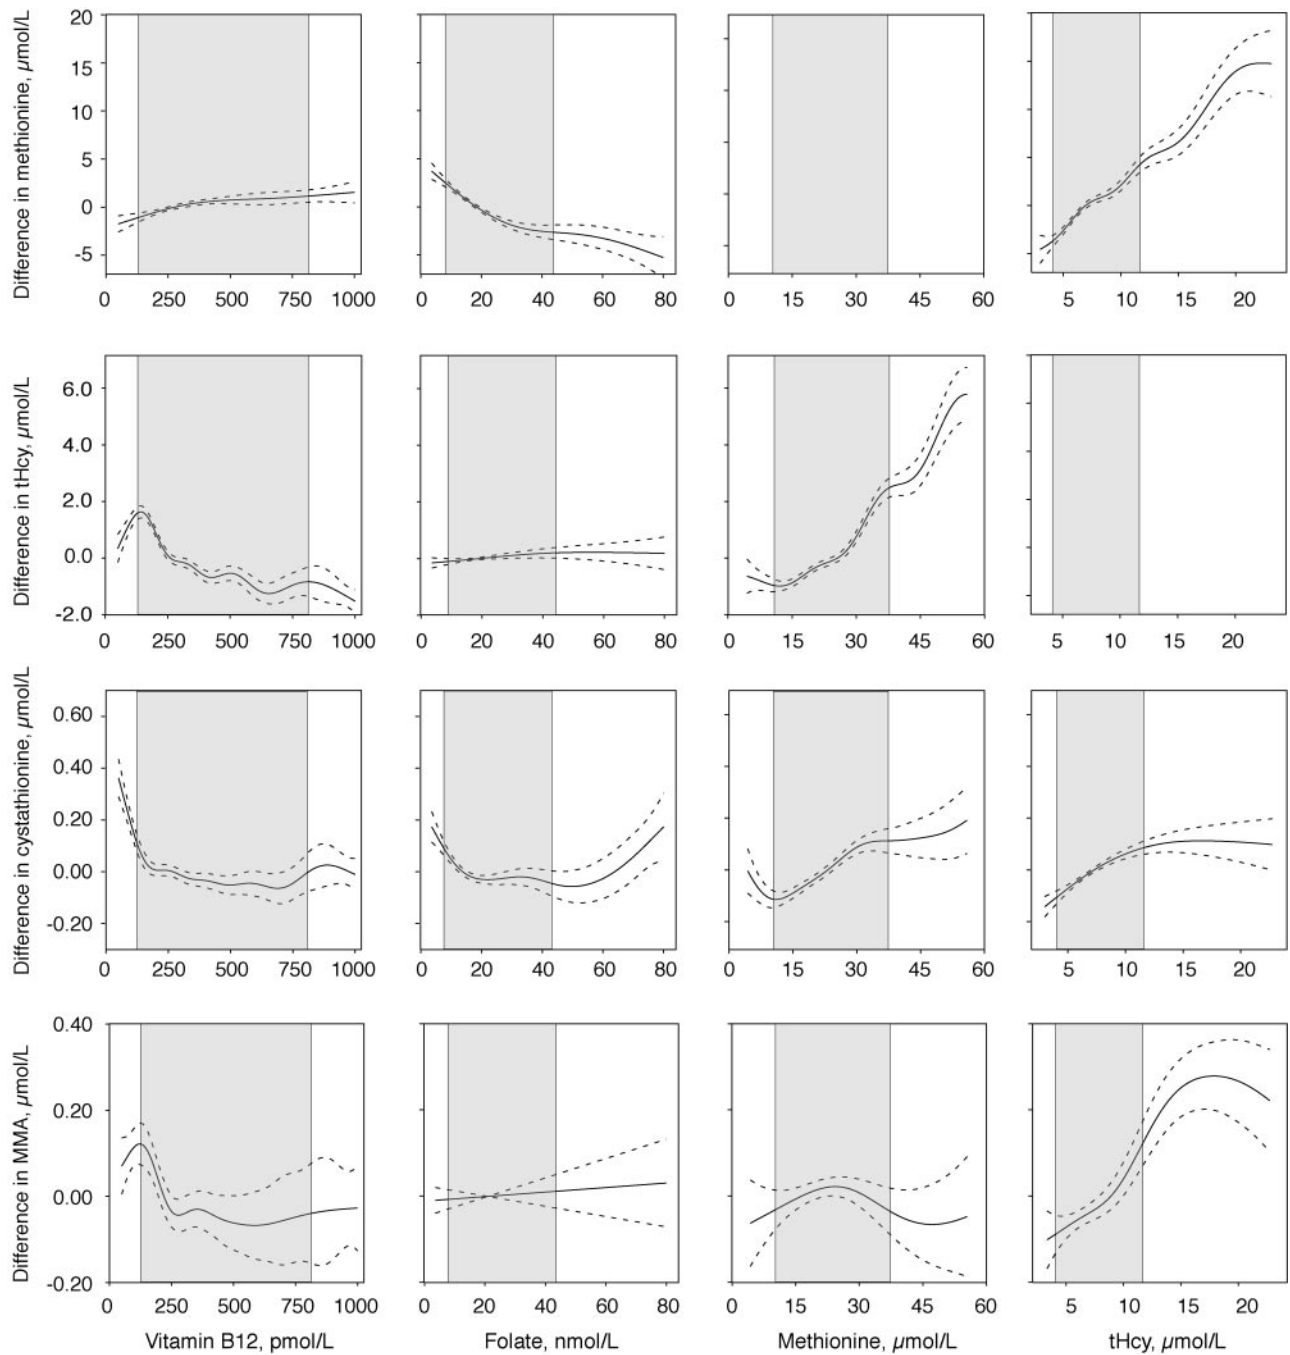 Difference in methionine, µmol/L
20
15
10
5
0
-5
0 250 500 750 1000
0 20 40 60 80
0 15 30 45 60
5 10 15 20
Difference in tHcy, µmol/L
6.0
4.0
2.0
0.0
-2.0
0 250 500 750 1000
0 20 40 60 80
0 15 30 45 60
5 10 15 20
Difference in cystathionine, µmol/L
0.60
0.40
0.20
0.00
-0.20
0 250 500 750 1000
0 20 40 60 80
0 15 30 45 60
5 10 15 20
Difference in MMA, µmol/L
0.40
0.20
0.00
-0.20
0 250 500 750 1000
0 20 40 60 80
0 15 30 45 60
5 10 15 20
Vitamin B12, pmol/L
Folate, nmol/L
Methionine, µmol/L
tHcy, µmol/L